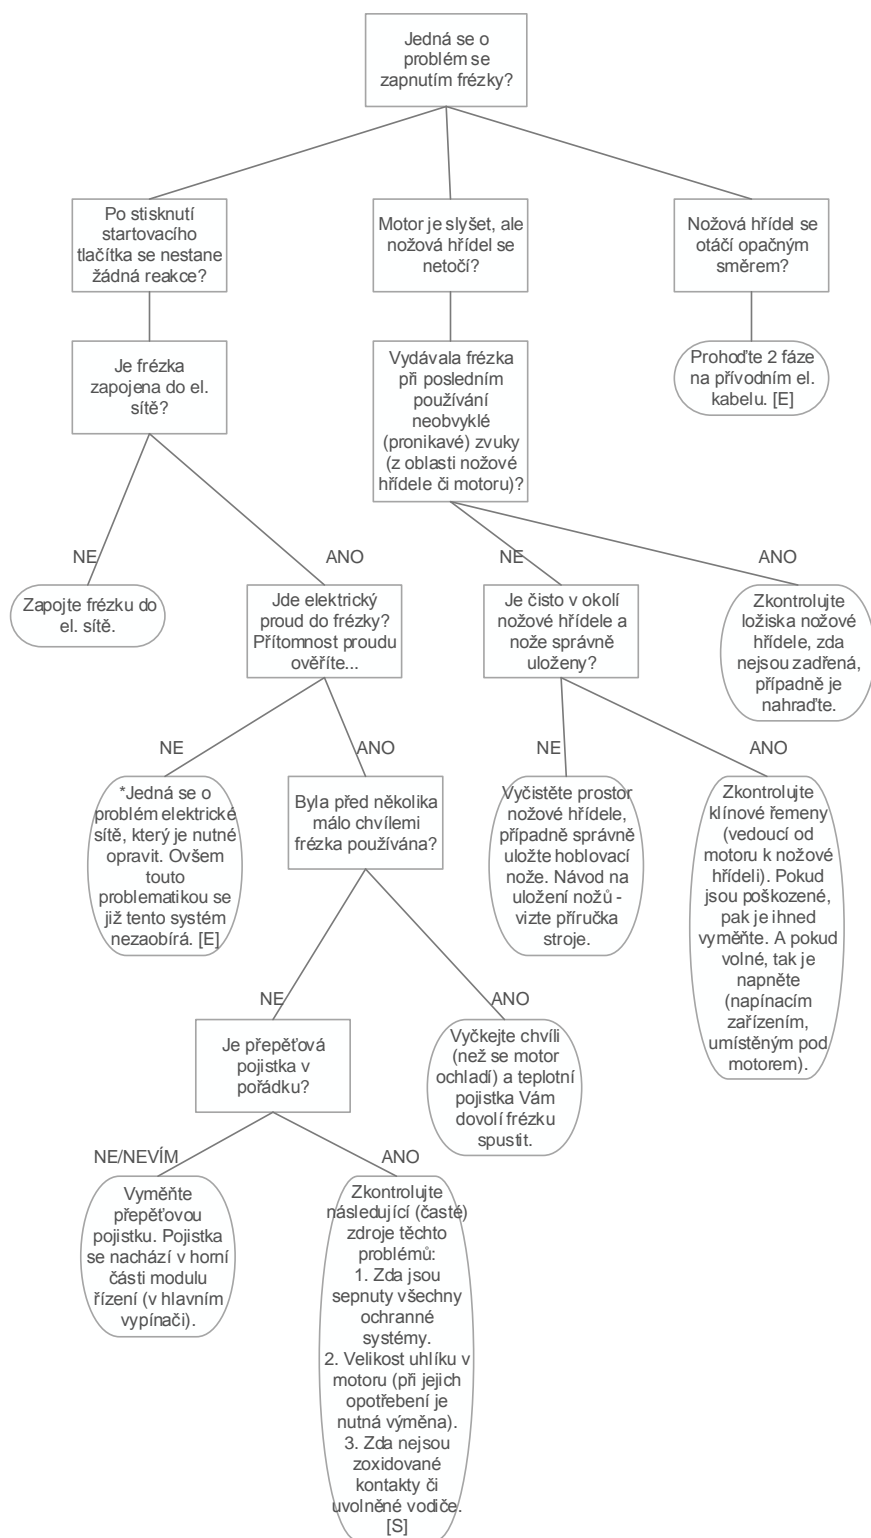 Jedná se o
problém se
zapnutím frézky?
Po stisknutí
startovacího
tlačítka se nestane
žádná reakce?
Motor je slyšet, ale
nožová hřídel se
netočí?
Nožová hřídel se
otáčí opačným
směrem?
Je frézka
zapojena do el.
sítě?
Vydávala frézka
při posledním
používání
neobvyklé
(pronikavé) zvuky
(z oblasti nožové
hřídele či motoru)?
Prohoďte 2 fáze
na přívodním el.
kabelu. [E]
NE
ANO
NE
ANO
Zapojte frézku do
el. sítě.
Jde elektrický
proud do frézky?
Přítomnost proudu
ověříte...
Je čisto v okolí
nožové hřídele a
nože správně
uloženy?
Zkontrolujte
ložiska nožové
hřídele, zda
nejsou zadřená,
případně je
nahraďte.
NE
ANO
NE
ANO
*Jedná se o
problém elektrické
sítě, který je nutné
opravit. Ovšem
touto
problematikou se
již tento systém
nezaobírá. [E]
Byla před několika
málo chvílemi
frézka používána?
Vyčistěte prostor
nožové hřídele,
případně správně
uložte hoblovací
nože. Návod na
uložení nožů -
vizte příručka
stroje.
Zkontrolujte
klínové řemeny
(vedoucí od
motoru k nožové
hřídeli). Pokud
jsou poškozené,
pak je ihned
vyměňte. A pokud
volné, tak je
napněte
(napínacím
zařízením,
umístěným pod
motorem).
NE
ANO
Je přepěťová
pojistka v
pořádku?
Vyčkejte chvíli
(než se motor
ochladí) a teplotní
pojistka Vám
dovolí frézku
spustit.
NE/NEVÍM
ANO
Vyměňte
přepěťovou
pojistku. Pojistka
se nachází v horní
části modulu
řízení (v hlavním
vypínači).
Zkontrolujte
následující (časté)
zdroje těchto
problémů:
1. Zda jsou
sepnuty všechny
ochranné
systémy.
2. Velikost uhlíku v
motoru (při jejich
opotřebení je
nutná výměna).
3. Zda nejsou
zoxidované
kontakty či
uvolněné vodiče.
[S]